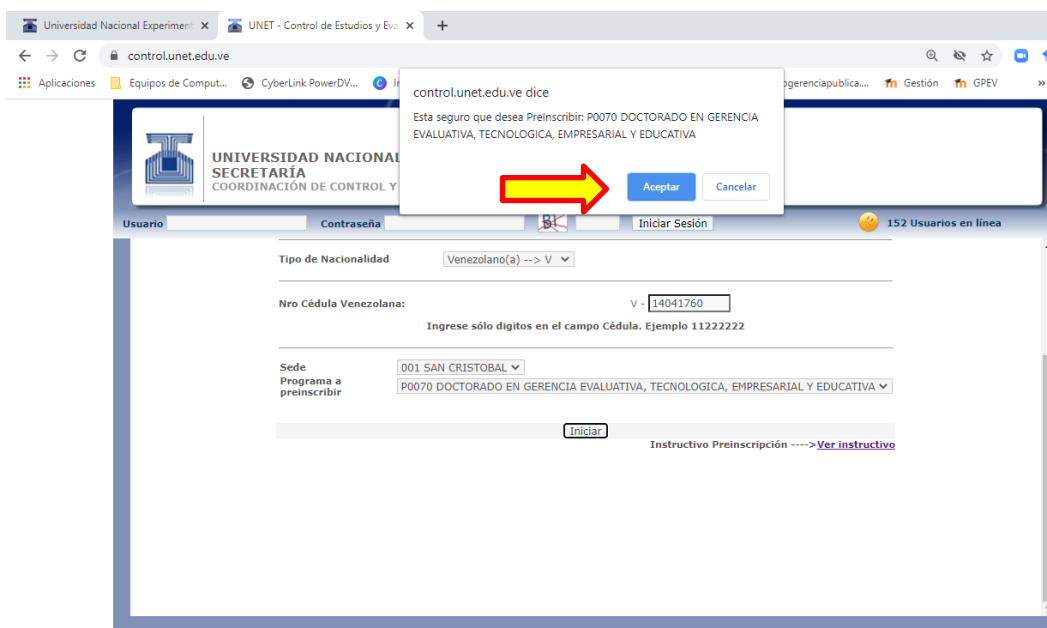 Universidad Nacional Experiment
UNET - Control de Estudios y Eva
control.unet.edu.ve
Aplicaciones
Equipos de Comput...
CyberLink PowerDV...
ogerenciapublica....
Gestión
GPEV
»
control.unet.edu.ve dice
Esta seguro que desea PreInscribir: P0070 DOCTORADO EN GERENCIA
EVALUATIVA, TECNOLOGICA, EMPRESARIAL Y EDUCATIVA
Aceptar
Cancelar
UNIVERSIDAD NACIONAL
SECRETARÍA
COORDINACIÓN DE CONTROL Y
Usuario
Contraseña
Iniciar Sesión
152 Usuarios en línea
Tipo de Nacionalidad
Venezolano(a) --> V
Nro Cédula Venezolana:
V - 14041760
Ingrese sólo digitos en el campo Cédula. Ejemplo 11222222
Sede
001 SAN CRISTOBAL
Programa a
preinscribir
P0070 DOCTORADO EN GERENCIA EVALUATIVA, TECNOLOGICA, EMPRESARIAL Y EDUCATIVA
Iniciar
Instructivo Preinscripción ---->Ver instructivo